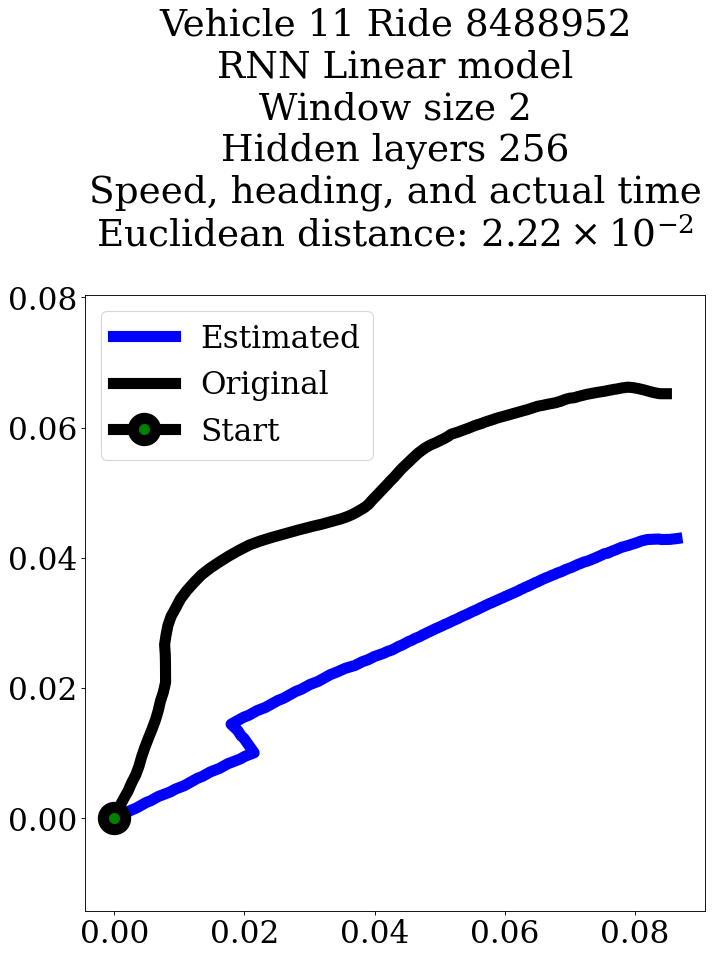 Vehicle 11 Ride 8488952
RNN Linear model
Window size 2
Hidden layers 256
Speed, heading, and actual time
Euclidean distance: 2.22 × 10⁻²
0.08
0.06
0.04
0.02
0.00
Estimated
Original
Start
0.00 0.02 0.04 0.06 0.08